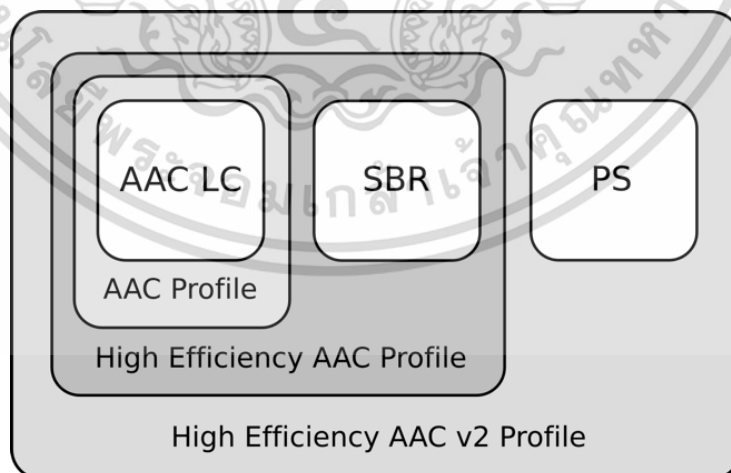 AAC LC
SBR
PS
AAC Profile
High Efficiency AAC Profile
High Efficiency AAC v2 Profile